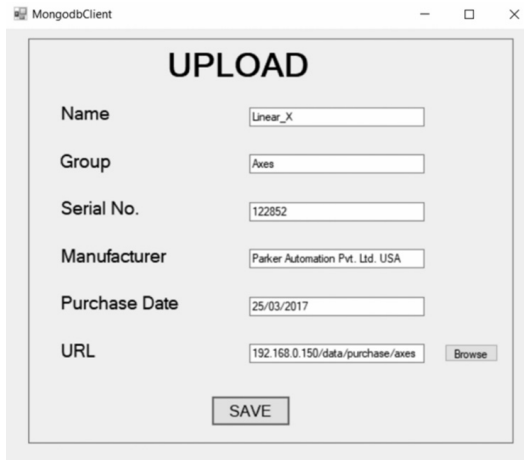 MongodbClient
UPLOAD
Name Linear_X
Group Axes
Serial No. 122852
Manufacturer Parker Automation Pvt. Ltd. USA
Purchase Date 25/03/2017
URL 192.168.0.150/data/purchase/axes Browse
SAVE